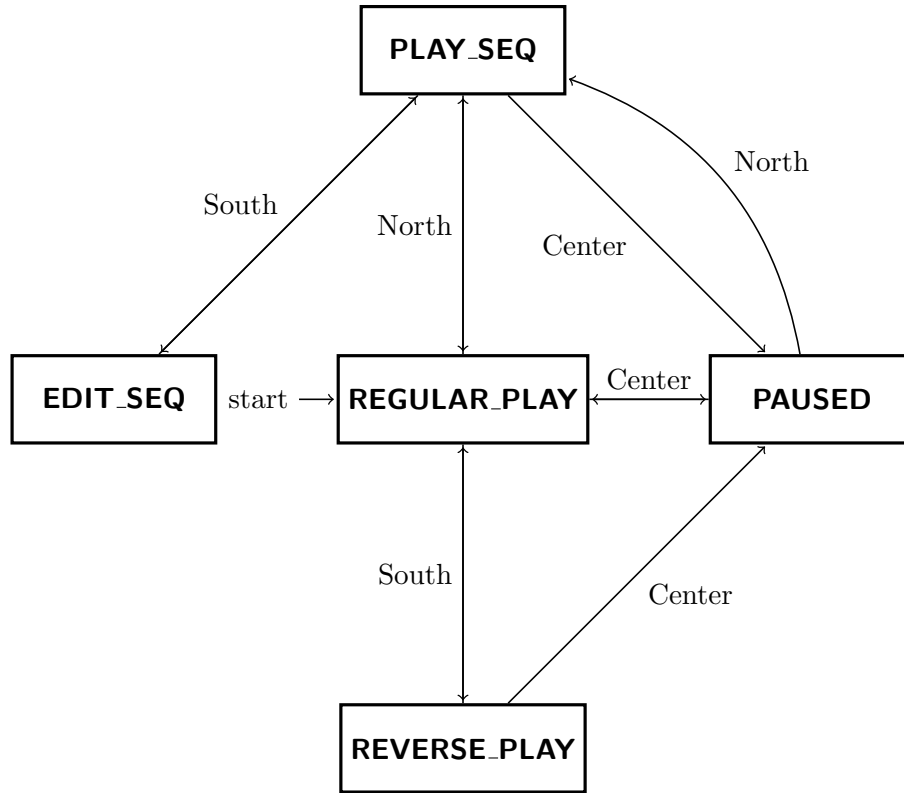 PLAY_SEQ
North
South
North
Center
EDIT_SEQ
start
REGULAR_PLAY
Center
PAUSED
South
Center
REVERSE_PLAY